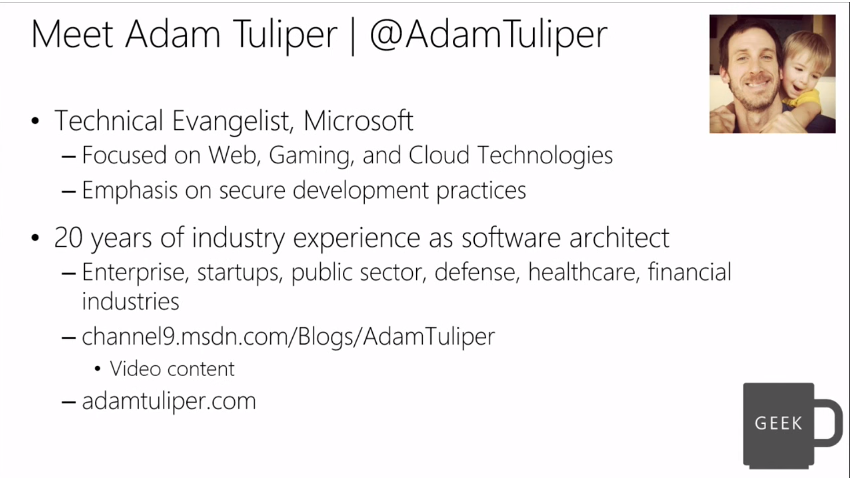 Meet Adam Tuliper | @AdamTuliper
• Technical Evangelist, Microsoft
– Focused on Web, Gaming, and Cloud Technologies
– Emphasis on secure development practices
• 20 years of industry experience as software architect
– Enterprise, startups, public sector, defense, healthcare, financial
industries
– channel9.msdn.com/Blogs/AdamTuliper
• Video content
– adamtuliper.com
GEEK